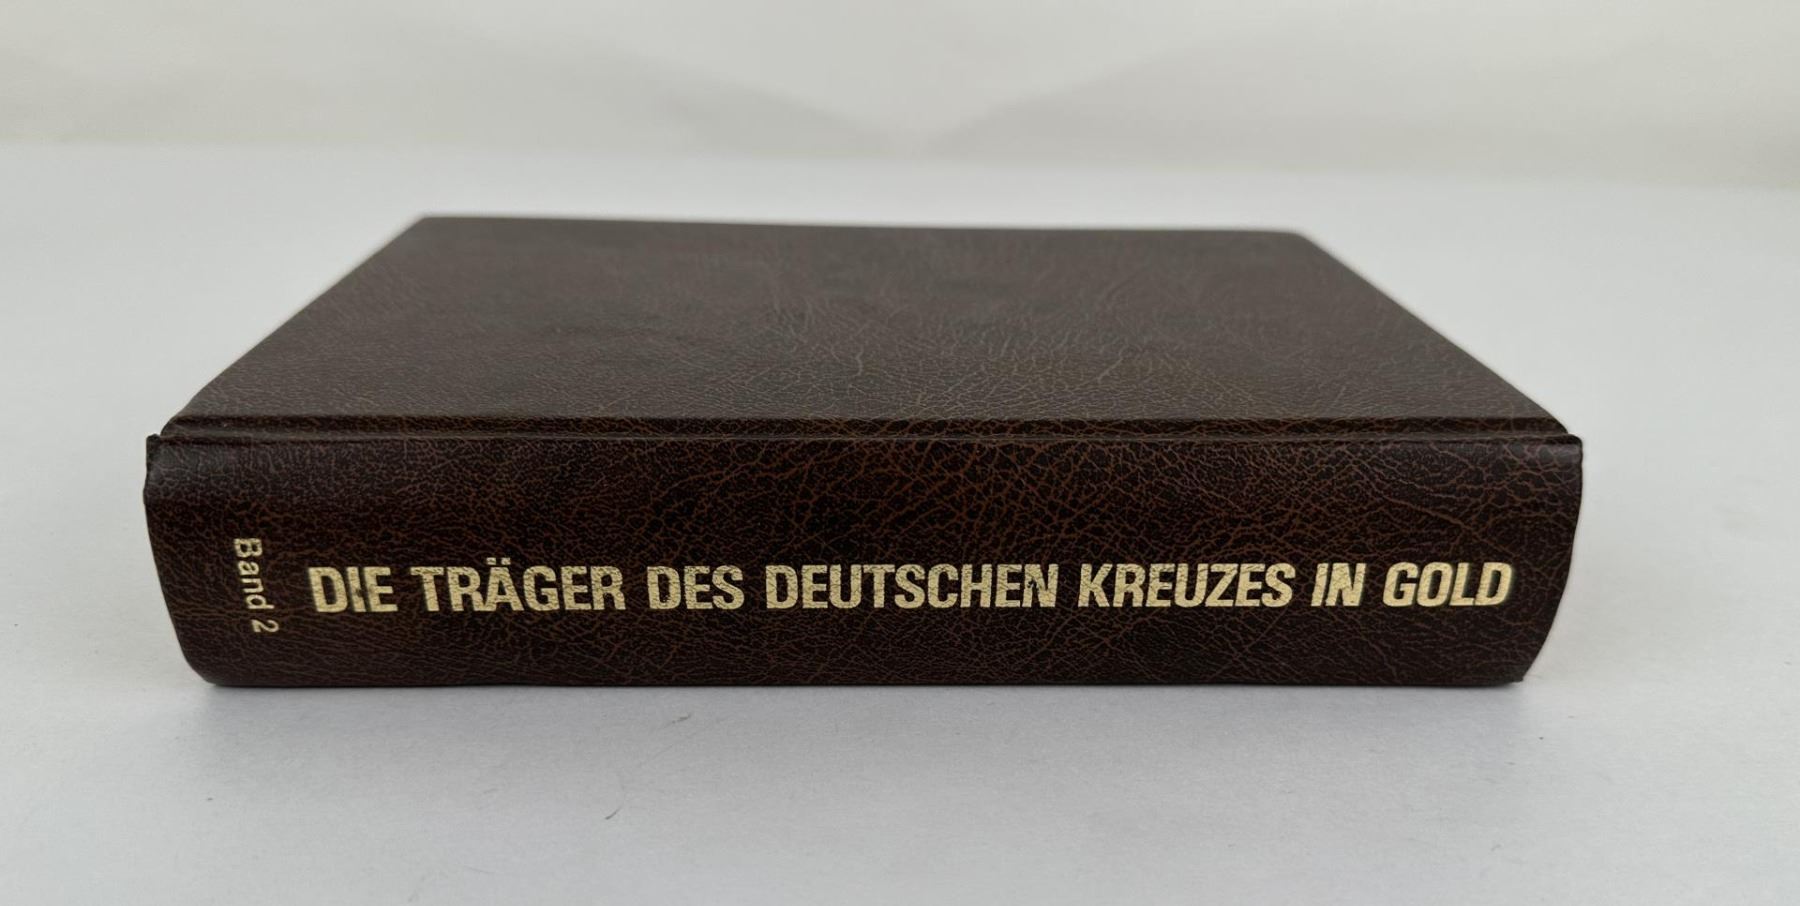 Band 2
DIE TRÄGER DES DEUTSCHEN KREUZES IN GOLD